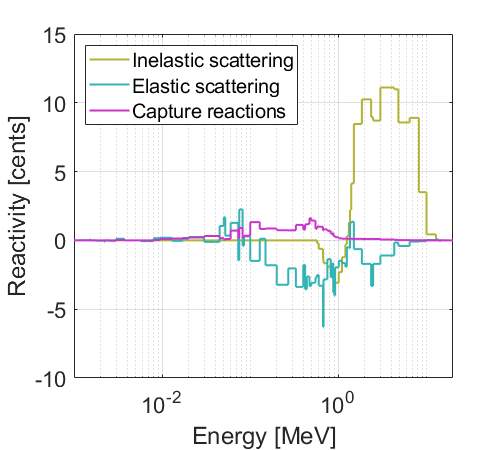 15
10
5
0
-5
-10
Reactivity [cents]
Inelastic scattering
Elastic scattering
Capture reactions
10^-2
10^0
Energy [MeV]